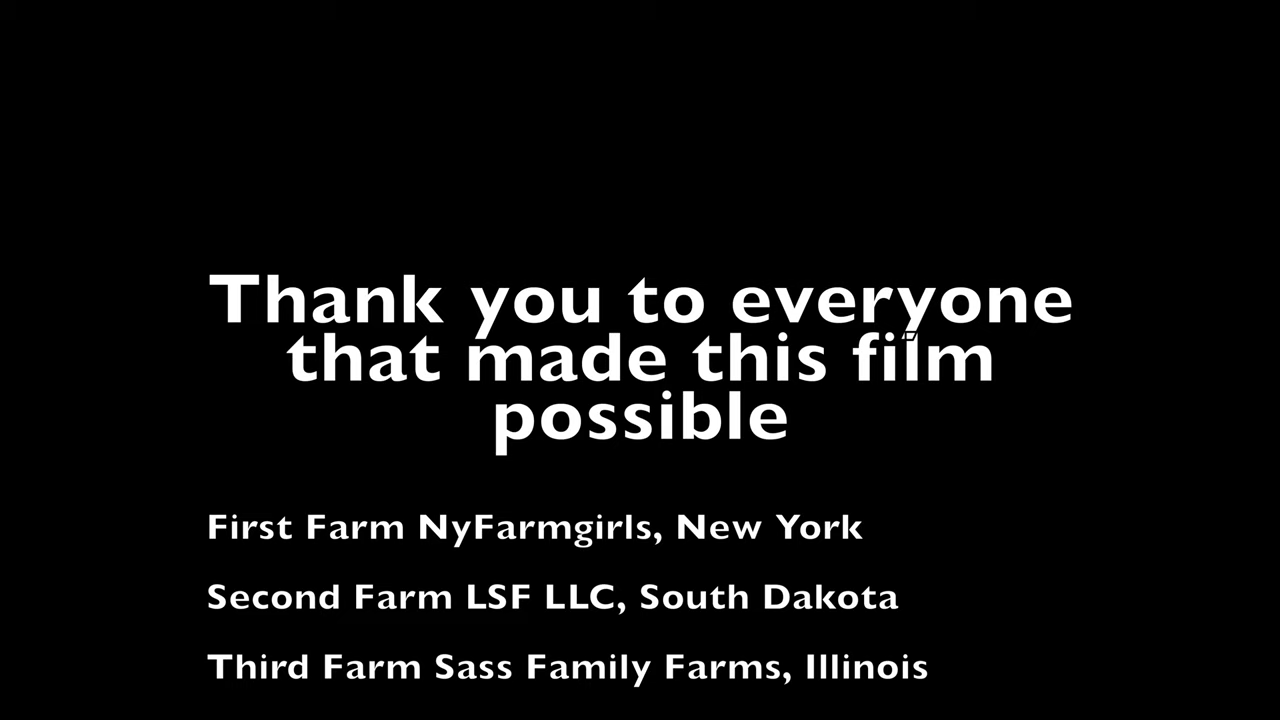 Thank you to everyone
that made this film
possible
First Farm NyFarmgirls, New York
Second Farm LSF LLC, South Dakota
Third Farm Sass Family Farms, Illinois